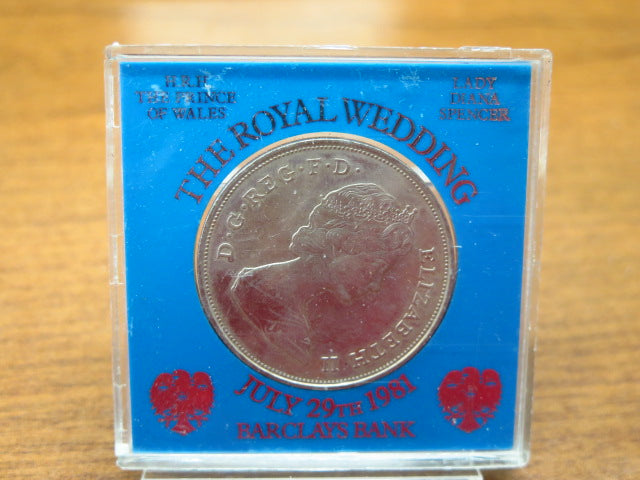 H.R.H.
THE PRINCE
OF WALES
LADY
DIANA
SPENCER
THE ROYAL WEDDING
D·G·REG·F·D·
ELIZABETH II
JULY 29TH 1981
BARCLAYS BANK